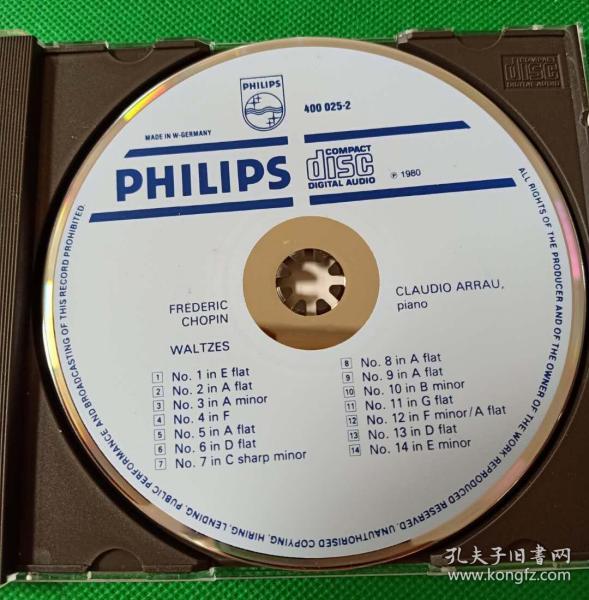 PHILIPS
400 025-2
MADE IN W-GERMANY
PHILIPS
COMPACT
disc
DIGITAL AUDIO
℗ 1980
FREDERIC
CHOPIN
CLAUDIO ARRAU,
piano
WALTZES
1 No. 1 in E flat
2 No. 2 in A flat
3 No. 3 in A minor
4 No. 4 in F
5 No. 5 in A flat
6 No. 6 in D flat
7 No. 7 in C sharp minor
8 No. 8 in A flat
9 No. 9 in A flat
10 No. 10 in B minor
11 No. 11 in G flat
12 No. 12 in F minor/A flat
13 No. 13 in D flat
14 No. 14 in E minor
ALL RIGHTS OF THE PRODUCER AND OF THE OWNER OF THE WORK REPRODUCED RESERVED. UNAUTHORISED COPYING, HIRING, LENDING, PUBLIC PERFORMANCE AND BROADCASTING OF THIS RECORD PROHIBITED.
COMPACT
disc
DIGITAL AUDIO
孔夫子旧书网
www.kongfz.com